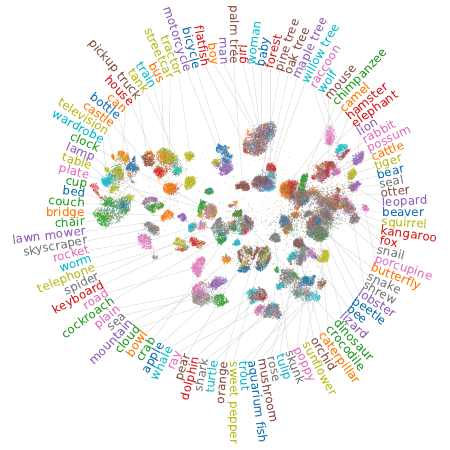 palm tree
girl
woman
baby
forest
pine tree
oak tree
maple tree
willow tree
raccoon
wolf
mouse
chimpanzee
camel
hamster
elephant
lion
rabbit
possum
cattle
tiger
bear
seal
otter
leopard
beaver
squirrel
kangaroo
fox
snail
porcupine
butterfly
snake
shrew
lobster
beetle
bee
lizard
dinosaur
crocodile
caterpillar
orchid
sunflower
poppy
skunk
tulip
rose
mushroom
aquarium fish
trout
sweet pepper
orange
turtle
shark
dolphin
pear
ray
whale
apple
crab
bowl
cloud
mountain
sea
plain
cockroach
road
keyboard
spider
telephone
worm
rocket
skyscraper
lawn mower
chair
bridge
couch
bed
cup
plate
table
lamp
clock
wardrobe
television
castle
bottle
can
house
pickup truck
tank
train
bus
streetcar
tractor
motorcycle
bicycle
flatfish
boy
man